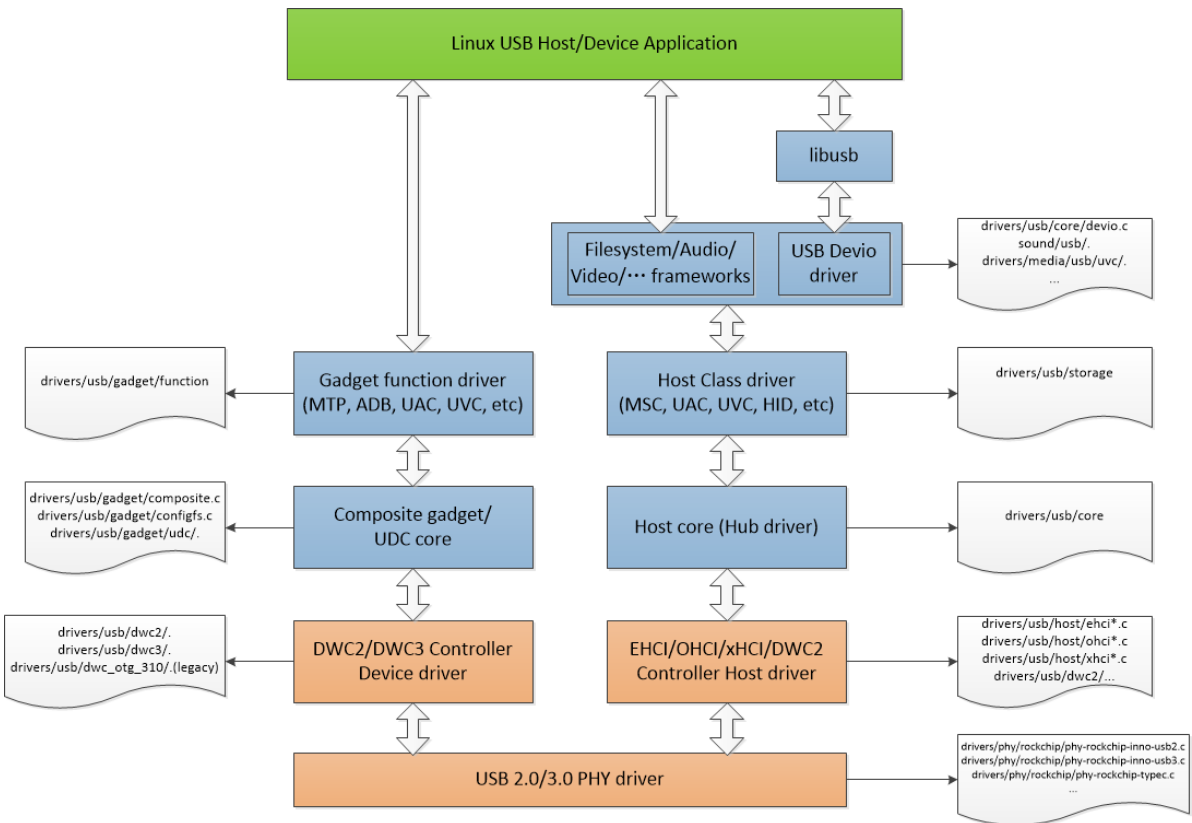 Linux USB Host/Device Application
libusb
Filesystem/Audio/
Video/··· frameworks
USB Devio
driver
drivers/usb/core/devio.c
sound/usb/.
drivers/media/usb/uvc/.
...
drivers/usb/gadget/function
Gadget function driver
(MTP, ADB, UAC, UVC, etc)
Host Class driver
(MSC, UAC, UVC, HID, etc)
drivers/usb/storage
drivers/usb/gadget/composite.c
drivers/usb/gadget/configfs.c
drivers/usb/gadget/udc/.
Composite gadget/
UDC core
Host core (Hub driver)
drivers/usb/core
drivers/usb/dwc2/.
drivers/usb/dwc3/.
drivers/usb/dwc_otg_310/.(legacy)
DWC2/DWC3 Controller
Device driver
EHCI/OHCI/xHCI/DWC2
Controller Host driver
drivers/usb/host/ehci*.c
drivers/usb/host/ohci*.c
drivers/usb/host/xhci*.c
drivers/usb/dwc2/...
USB 2.0/3.0 PHY driver
drivers/phy/rockchip/phy-rockchip-inno-usb2.c
drivers/phy/rockchip/phy-rockchip-inno-usb3.c
drivers/phy/rockchip/phy-rockchip-typec.c
...